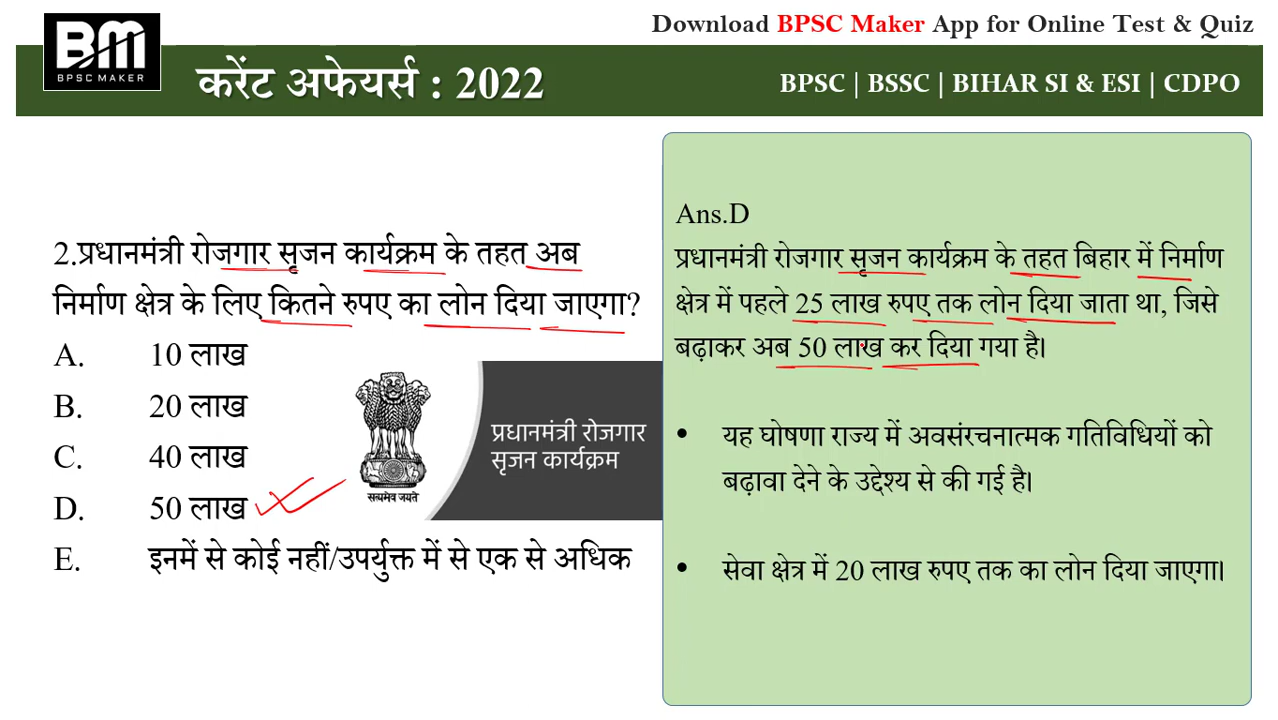 Download BPSC Maker App for Online Test & Quiz
BM
BPSC MAKER
करेंट अफेयर्स : 2022
BPSC | BSSC | BIHAR SI & ESI | CDPO
2.प्रधानमंत्री रोजगार सृजन कार्यक्रम के तहत अब
निर्माण क्षेत्र के लिए कितने रुपए का लोन दिया जाएगा?
A. 10 लाख
B. 20 लाख
C. 40 लाख
D. 50 लाख
E. इनमें से कोई नहीं/उपर्युक्त में से एक से अधिक
सत्यमेव जयते
प्रधानमंत्री रोजगार
सृजन कार्यक्रम
Ans.D
प्रधानमंत्री रोजगार सृजन कार्यक्रम के तहत बिहार में निर्माण
क्षेत्र में पहले 25 लाख रुपए तक लोन दिया जाता था, जिसे
बढ़ाकर अब 50 लाख कर दिया गया है।
• यह घोषणा राज्य में अवसंरचनात्मक गतिविधियों को
बढ़ावा देने के उद्देश्य से की गई है।
• सेवा क्षेत्र में 20 लाख रुपए तक का लोन दिया जाएगा।